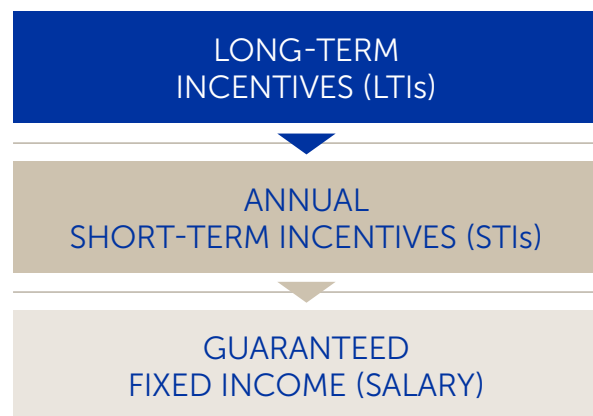 LONG-TERM
INCENTIVES (LTIs)
ANNUAL
SHORT-TERM INCENTIVES (STIs)
GUARANTEED
FIXED INCOME (SALARY)